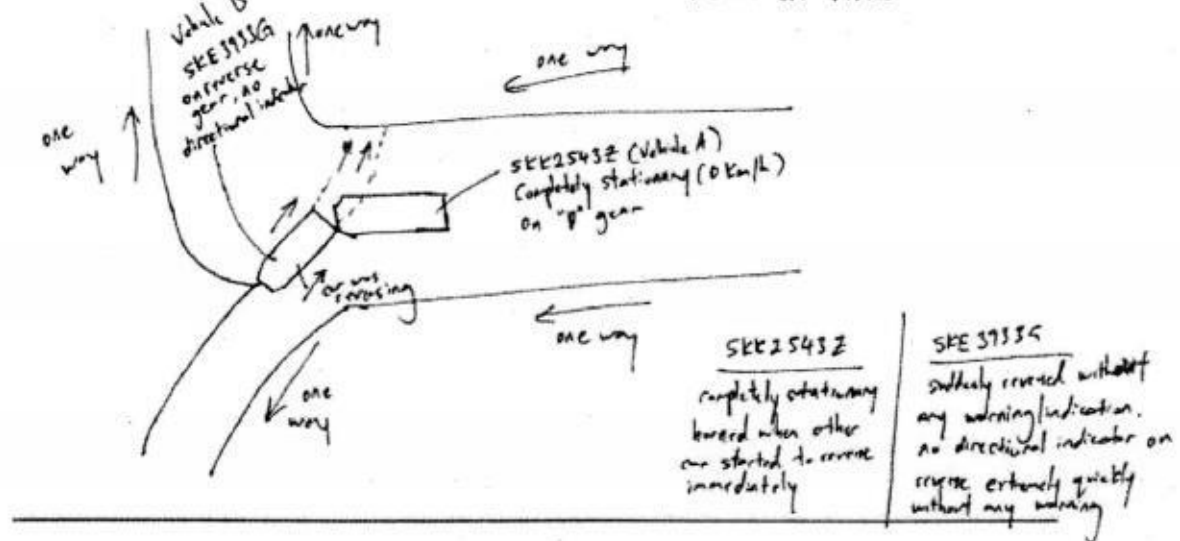 Vehicle B
SKE3933G
on reverse
gear, no
directional indicator
one way
one way
one
way
SKK2543Z (Vehicle A)
Completely stationary (0 Km/h)
on "D" gear
car was
reversing
one way
one
way
SKK2543Z
completely stationary
horned when other
car started to reverse
immediately
SKE3933G
suddenly reversed without
any warning/indication.
no directional indicator on
reverse extremely quickly
without any warning